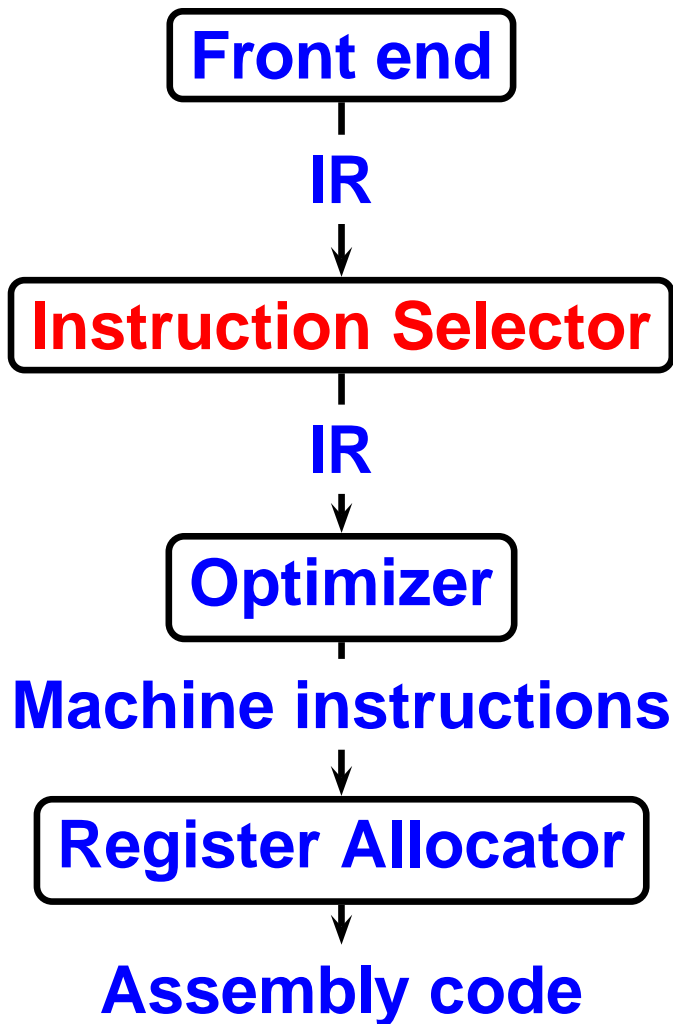 Front end
IR
Instruction Selector
IR
Optimizer
Machine instructions
Register Allocator
Assembly code